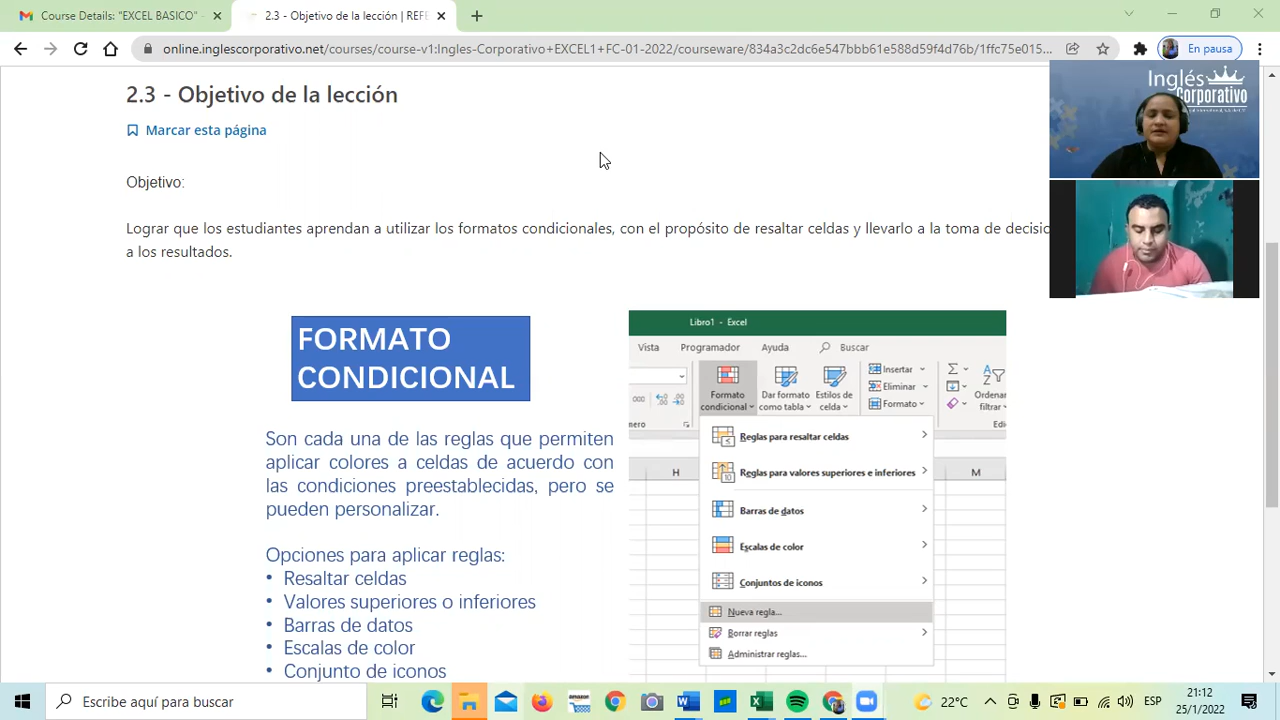 Course Details: "EXCEL BASICO" -
2.3 - Objetivo de la lección | REFE
online.inglescorporativo.net/courses/course-v1:Ingles-Corporativo+EXCEL1+FC-01-2022/courseware/834a3c2dc6e547bbb61e588d59f4d76b/1ffc75e015...
En pausa
2.3 - Objetivo de la lección
Marcar esta página
Inglés
Corporativo
Objetivo:
Lograr que los estudiantes aprendan a utilizar los formatos condicionales, con el propósito de resaltar celdas y llevarlo a la toma de decisio
a los resultados.
FORMATO
CONDICIONAL
Son cada una de las reglas que permiten
aplicar colores a celdas de acuerdo con
las condiciones preestablecidas, pero se
pueden personalizar.
Opciones para aplicar reglas:
• Resaltar celdas
• Valores superiores o inferiores
• Barras de datos
• Escalas de color
• Conjunto de iconos
Libro1 - Excel
Vista Programador Ayuda Buscar
Formato condicional
Dar formato como tabla
Estilos de celda
Insertar
Eliminar
Formato
Ordenar
filtrar
nero
Edi
H M
Reglas para resaltar celdas
Reglas para valores superiores e inferiores
Barras de datos
Escalas de color
Conjuntos de iconos
Nueva regla...
Borrar reglas
Administrar reglas...
Escribe aquí para buscar
22°C
ESP
21:12
25/1/2022